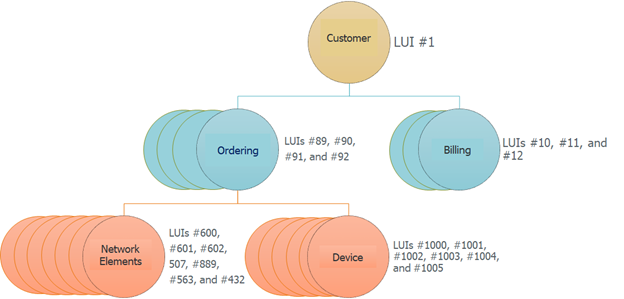 Customer
LUI #1
Ordering
LUIs #89, #90,
#91, and #92
Billing
LUIs #10, #11, and
#12
Network
Elements
LUIs #600,
#601, #602,
507, #889,
#563, and #432
Device
LUIs #1000, #1001,
#1002, #1003, #1004,
and #1005